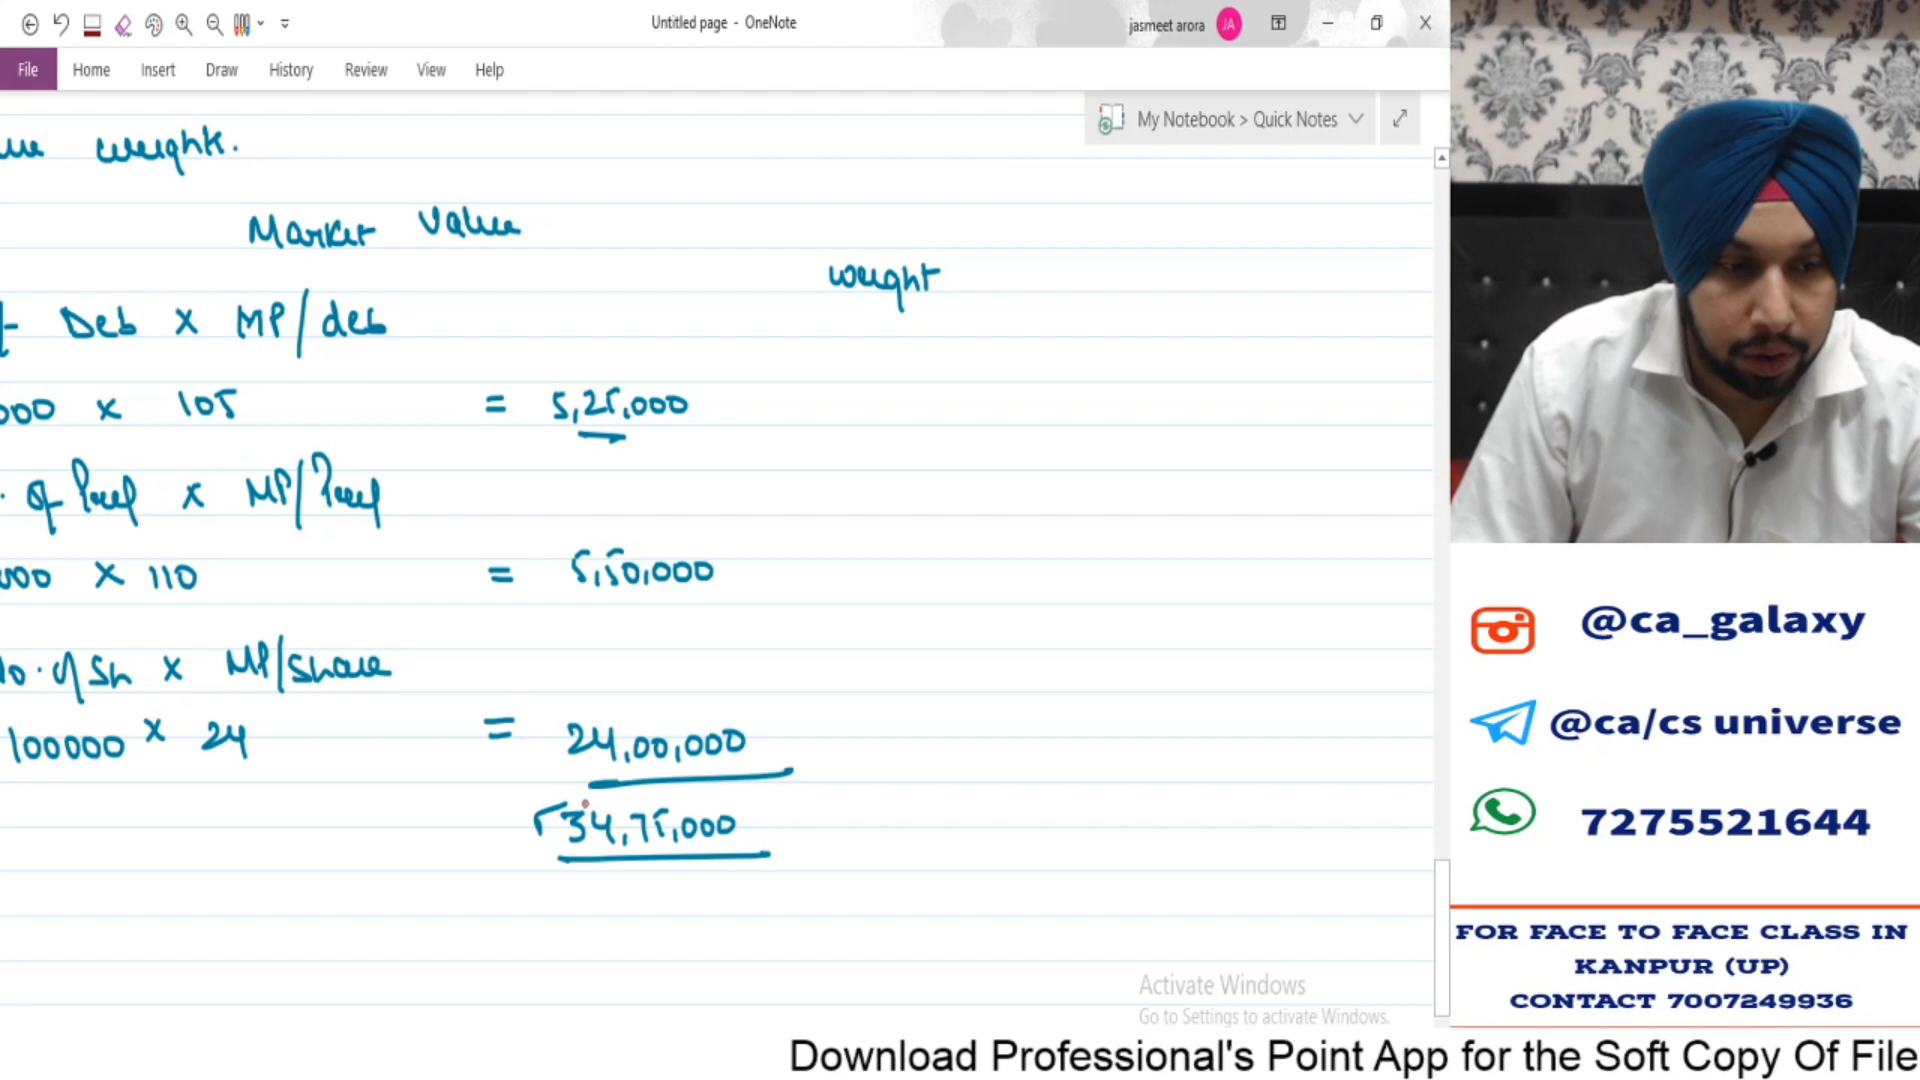 Untitled page - OneNote
jasmeet arora JA
File Home Insert Draw History Review View Help
My Notebook > Quick Notes
weights.
Market Value
weight
Deb x MP/deb
000 x 105 = 5,25,000
. of Pref x MP/Pref
000 x 110 = 5,50,000
No. of Sh x MP/Share
100000 x 24 = 24,00,000
34,75,000
@ca_galaxy
@ca/cs universe
7275521644
FOR FACE TO FACE CLASS IN
KANPUR (UP)
CONTACT 7007249936
Activate Windows
Go to Settings to activate Windows.
Download Professional's Point App for the Soft Copy Of File